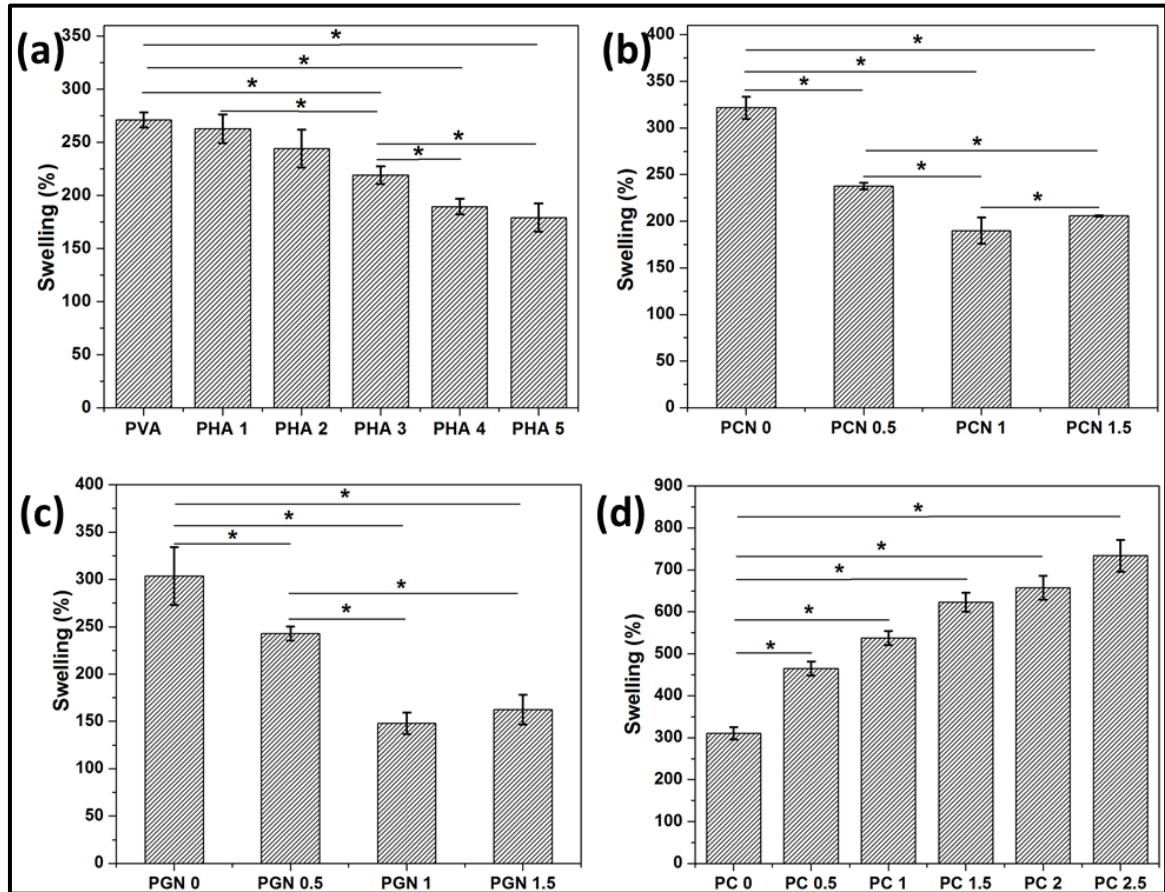 (a)
Swelling (%)
350
300
250
200
150
100
50
0
* * * * * *
PVA PHA 1 PHA 2 PHA 3 PHA 4 PHA 5
(b)
Swelling (%)
400
350
300
250
200
150
100
50
0
* * * * * *
PCN 0 PCN 0.5 PCN 1 PCN 1.5
(c)
Swelling (%)
400
350
300
250
200
150
100
50
0
* * * * *
PGN 0 PGN 0.5 PGN 1 PGN 1.5
(d)
Swelling (%)
900
800
700
600
500
400
300
200
100
0
* * * * *
PC 0 PC 0.5 PC 1 PC 1.5 PC 2 PC 2.5